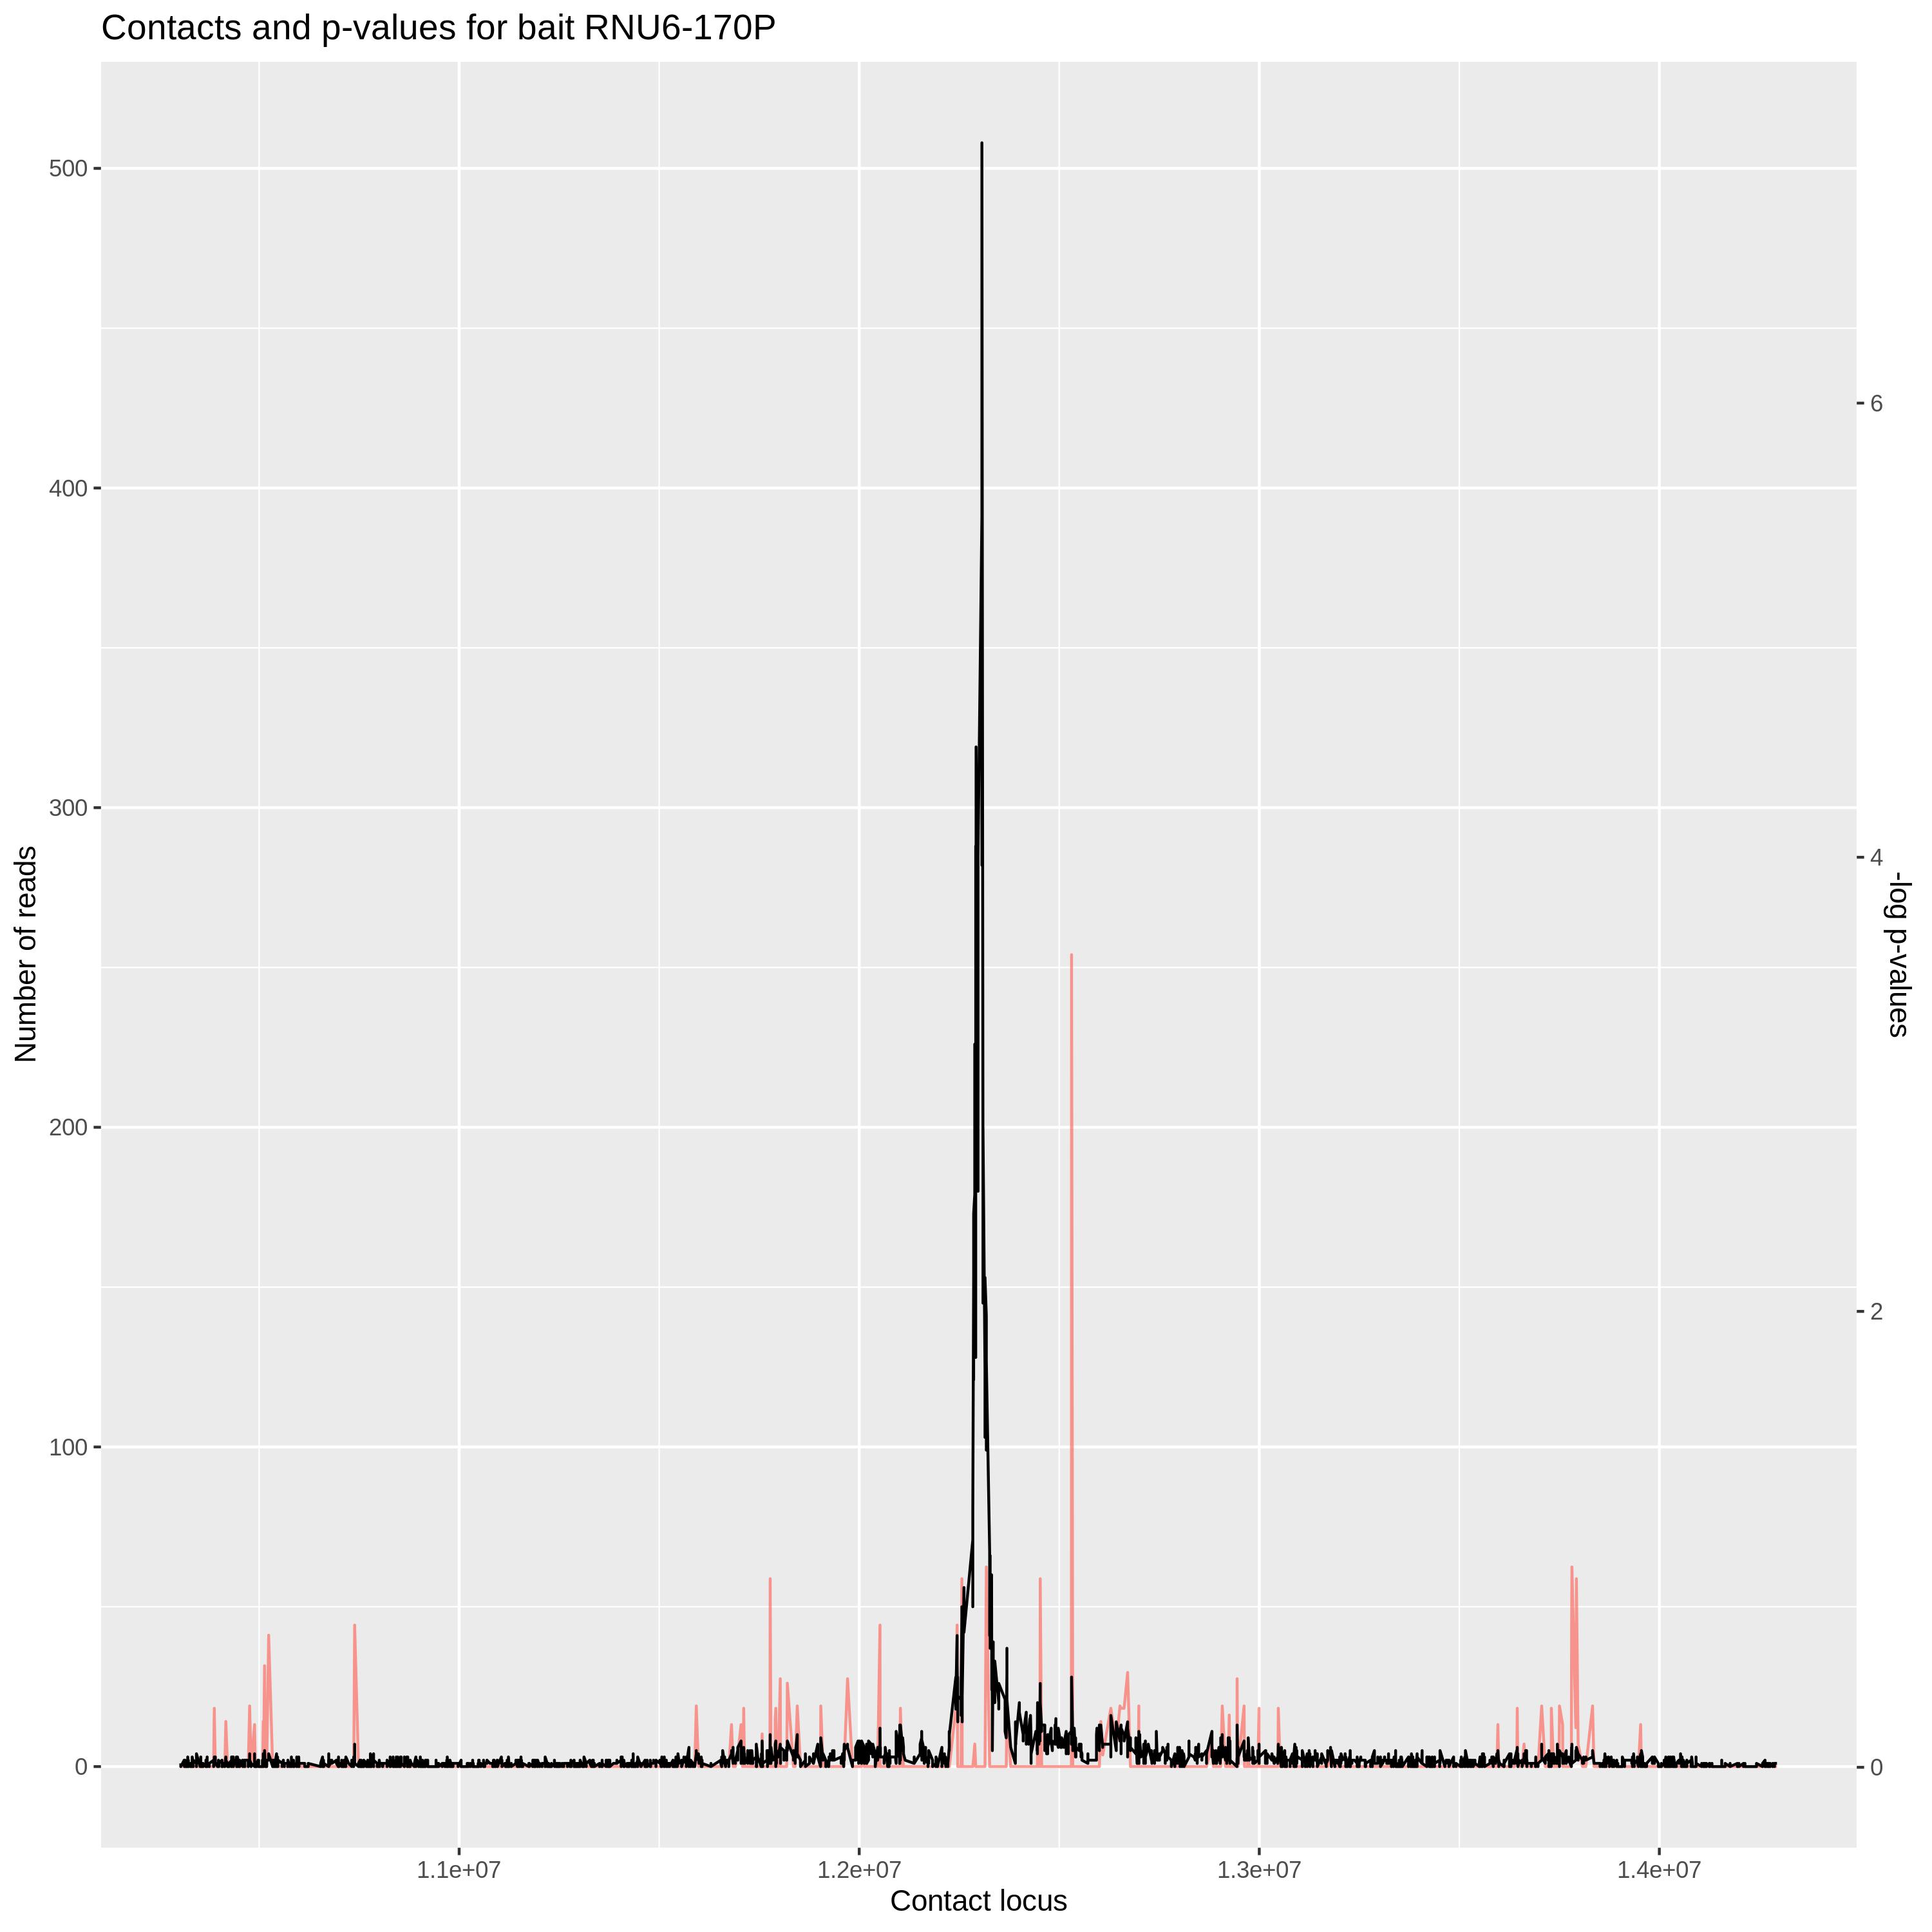 Contacts and p-values for bait RNU6-170P
500
400
300
200
100
0
Number of reads
6
4
2
0
-log p-values
1.1e+07
1.2e+07
1.3e+07
1.4e+07
Contact locus